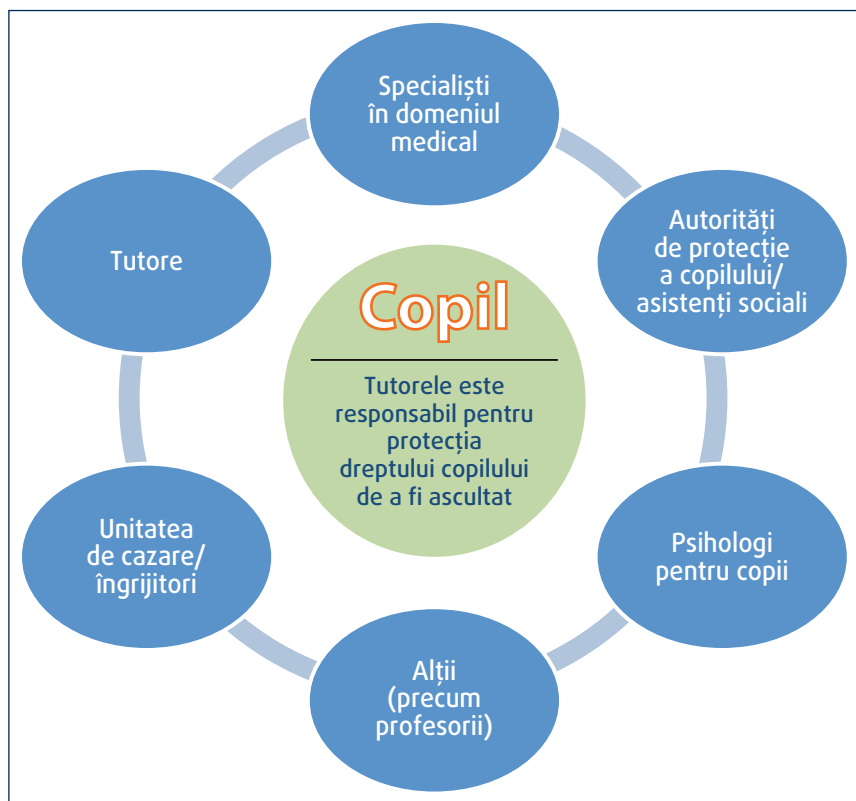 Specialiști
în domeniul
medical
Autorități
de protecție
a copilului/
asistenți sociali
Psihologi
pentru copii
Alții
(precum
profesorii)
Unitatea
de cazare/
îngrijitori
Tutore
Copil
Tutorele este
responsabil pentru
protecția
dreptului copilului
de a fi ascultat